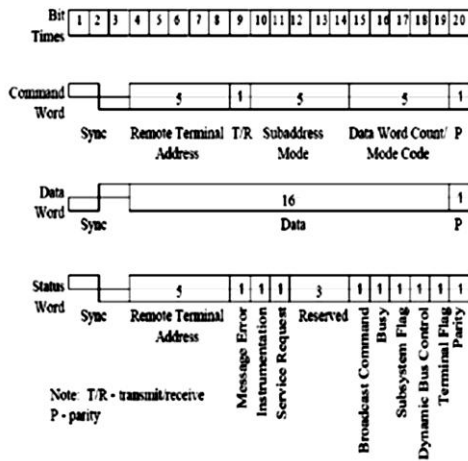 Bit Times 1 2 3 4 5 6 7 8 9 10 11 12 13 14 15 16 17 18 19 20
Command Word 5 1 5 5 1
Sync Remote Terminal Address T/R Subaddress Mode Data Word Count/ Mode Code P
Data Word 16 1
Sync Data P
Status Word 5 1 1 1 3 1 1 1 1 1 1
Sync Remote Terminal Address Reserved
Message Error
Instrumentation
Service Request
Broadcast Command
Busy
Subsystem Flag
Dynamic Bus Control
Terminal Flag
Parity
Note: T/R - transmit/receive
P - parity